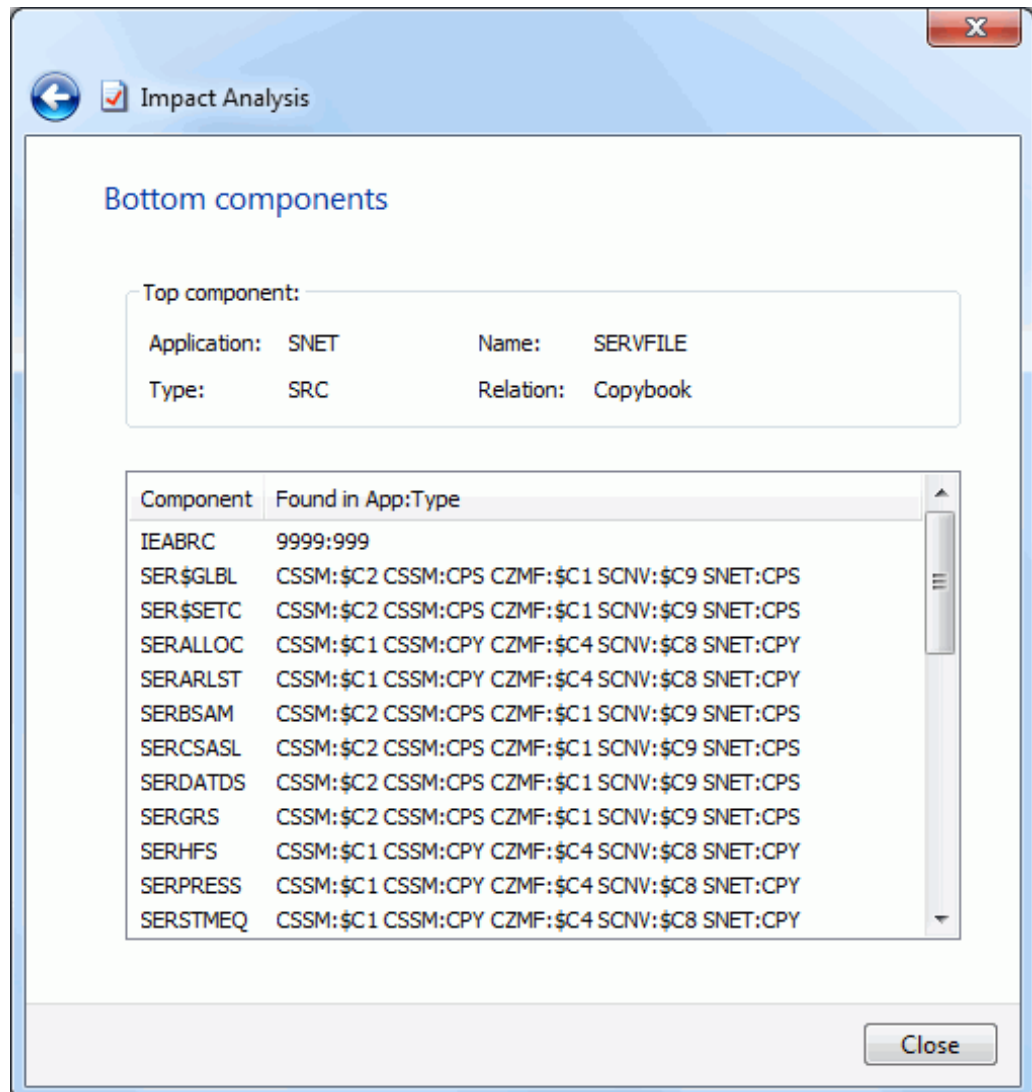 Impact Analysis
Bottom components
Top component:
Application: SNET Name: SERVFILE
Type: SRC Relation: Copybook
Component Found in App:Type
IEABRC 9999:999
SER$GLBL CSSM:$C2 CSSM:CPS CZMF:$C1 SCNV:$C9 SNET:CPS
SER$SETC CSSM:$C2 CSSM:CPS CZMF:$C1 SCNV:$C9 SNET:CPS
SERALLOC CSSM:$C1 CSSM:CPY CZMF:$C4 SCNV:$C8 SNET:CPY
SERARLST CSSM:$C1 CSSM:CPY CZMF:$C4 SCNV:$C8 SNET:CPY
SERBSAM CSSM:$C2 CSSM:CPS CZMF:$C1 SCNV:$C9 SNET:CPS
SERCSASL CSSM:$C2 CSSM:CPS CZMF:$C1 SCNV:$C9 SNET:CPS
SERDATDS CSSM:$C2 CSSM:CPS CZMF:$C1 SCNV:$C9 SNET:CPS
SERGRS CSSM:$C2 CSSM:CPS CZMF:$C1 SCNV:$C9 SNET:CPS
SERHFS CSSM:$C1 CSSM:CPY CZMF:$C4 SCNV:$C8 SNET:CPY
SERPRESS CSSM:$C1 CSSM:CPY CZMF:$C4 SCNV:$C8 SNET:CPY
SERSTMEQ CSSM:$C1 CSSM:CPY CZMF:$C4 SCNV:$C8 SNET:CPY
Close